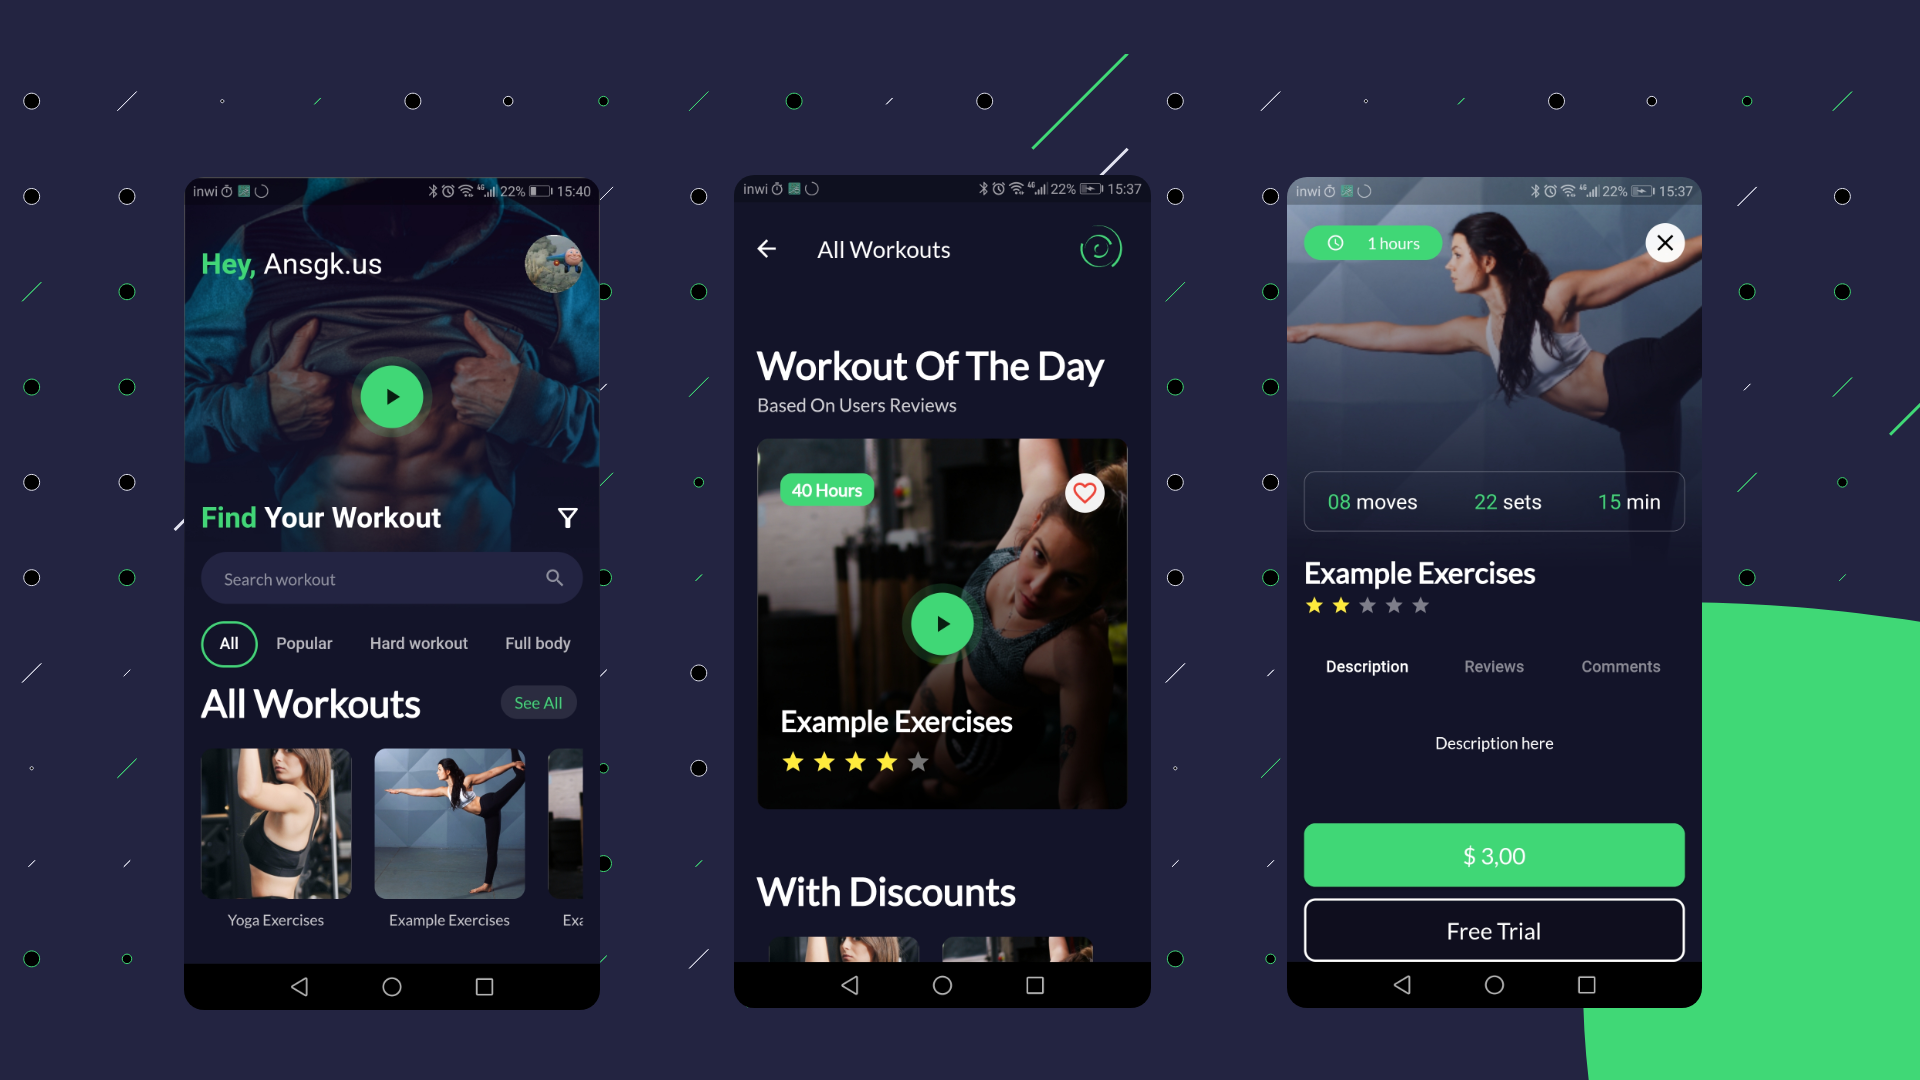 inwi 4G 22% 15:40
Hey, Ansgk.us
Find Your Workout
Search workout
All Popular Hard workout Full body
All Workouts See All
Yoga Exercises Example Exercises Exa
inwi 4G 22% 15:37
All Workouts
Workout Of The Day
Based On Users Reviews
40 Hours
Example Exercises
With Discounts
inwi 4G 22% 15:37
1 hours
08 moves 22 sets 15 min
Example Exercises
Description Reviews Comments
Description here
$ 3,00
Free Trial